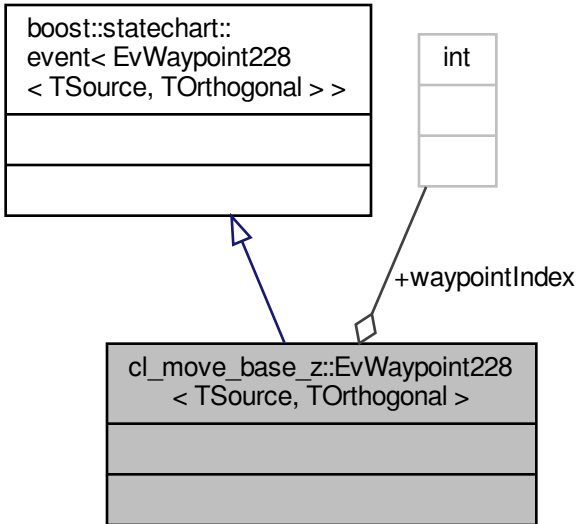 boost::statechart::
event< EvWaypoint228
< TSource, TOrthogonal > >
int
+waypointIndex
cl_move_base_z::EvWaypoint228
< TSource, TOrthogonal >